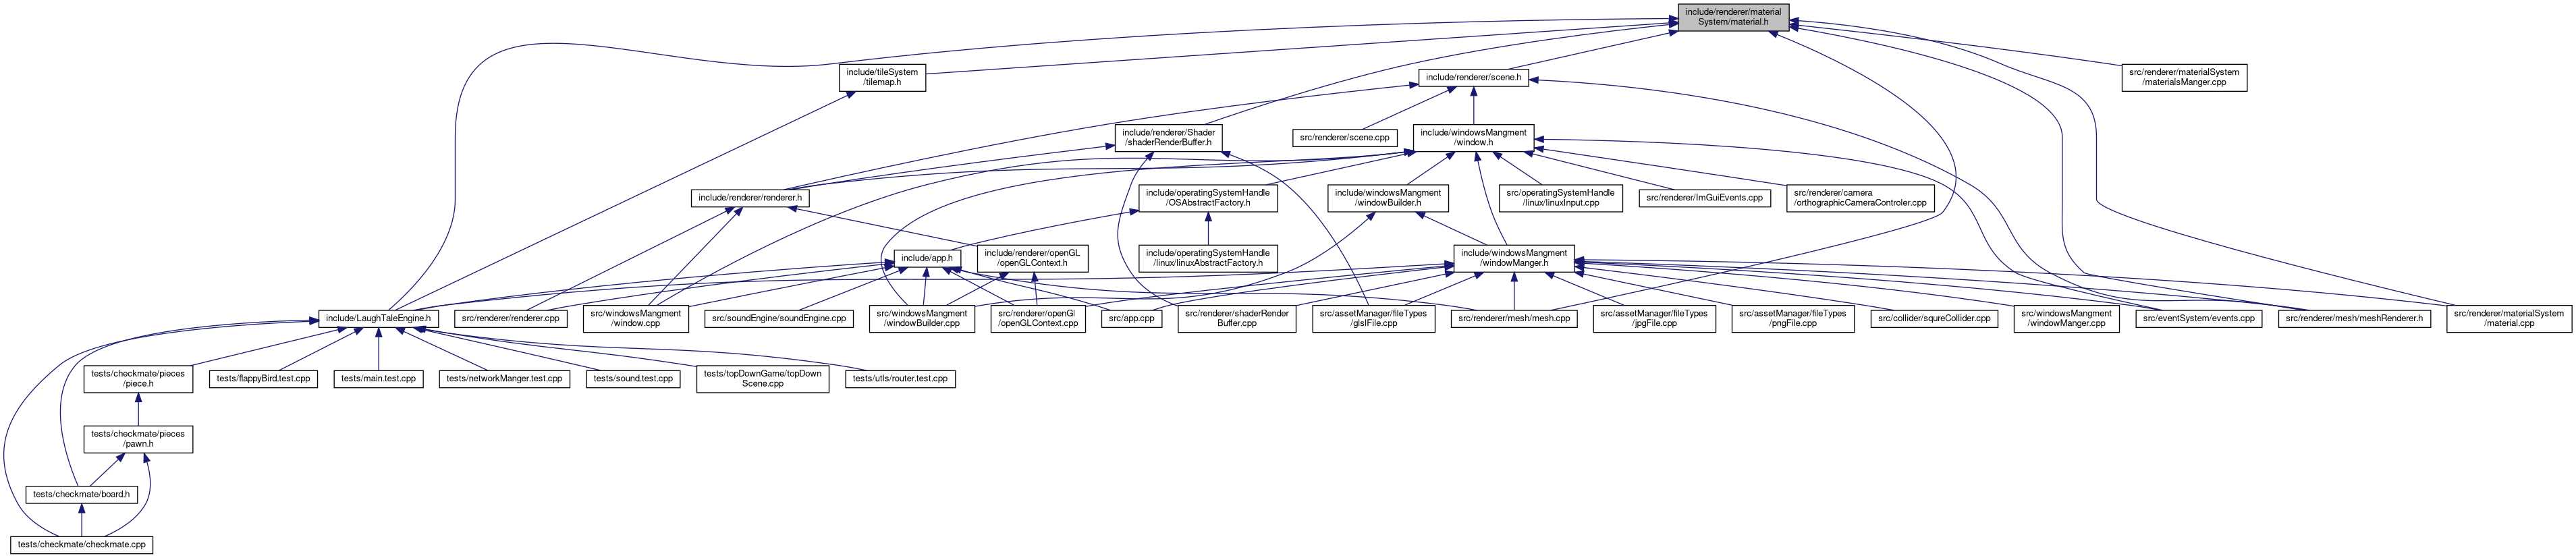 include/renderer/material
System/material.h
include/tileSystem
/tilemap.h
include/renderer/scene.h
src/renderer/materialSystem
/materialsManger.cpp
include/renderer/Shader
/shaderRenderBuffer.h
src/renderer/scene.cpp
include/windowsMangment
/window.h
include/renderer/renderer.h
include/operatingSystemHandle
/OSAbstractFactory.h
include/windowsMangment
/windowBuilder.h
src/operatingSystemHandle
/linux/linuxInput.cpp
src/renderer/ImGuiEvents.cpp
src/renderer/camera
/orthographicCameraControler.cpp
include/app.h
include/renderer/openGL
/openGLContext.h
include/operatingSystemHandle
/linux/linuxAbstractFactory.h
include/windowsMangment
/windowManger.h
include/LaughTaleEngine.h
src/renderer/renderer.cpp
src/windowsMangment
/window.cpp
src/soundEngine/soundEngine.cpp
src/windowsMangment
/windowBuilder.cpp
src/renderer/openGl
/openGLContext.cpp
src/app.cpp
src/renderer/shaderRender
Buffer.cpp
src/assetManager/fileTypes
/glslFile.cpp
src/renderer/mesh/mesh.cpp
src/assetManager/fileTypes
/jpgFile.cpp
src/assetManager/fileTypes
/pngFile.cpp
src/collider/squreCollider.cpp
src/windowsMangment
/windowManger.cpp
src/eventSystem/events.cpp
src/renderer/mesh/meshRenderer.h
src/renderer/materialSystem
/material.cpp
tests/checkmate/pieces
/piece.h
tests/flappyBird.test.cpp
tests/main.test.cpp
tests/networkManger.test.cpp
tests/sound.test.cpp
tests/topDownGame/topDown
Scene.cpp
tests/utls/router.test.cpp
tests/checkmate/pieces
/pawn.h
tests/checkmate/board.h
tests/checkmate/checkmate.cpp